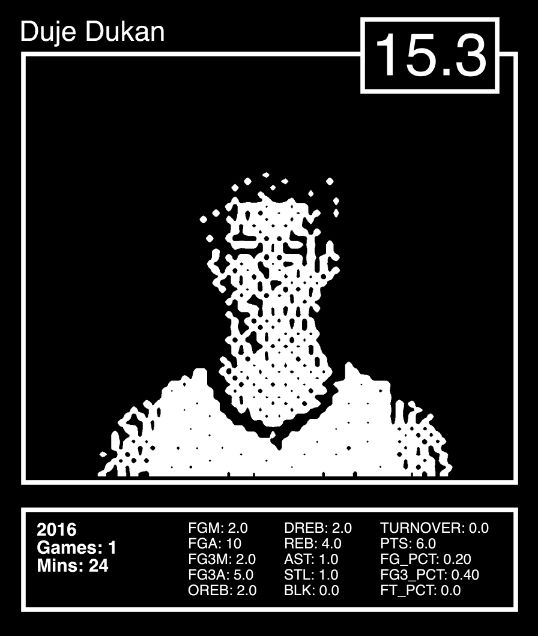 Duje Dukan
15.3
2016
Games: 1
Mins: 24
FGM: 2.0
FGA: 10
FG3M: 2.0
FG3A: 5.0
OREB: 2.0
DREB: 2.0
REB: 4.0
AST: 1.0
STL: 1.0
BLK: 0.0
TURNOVER: 0.0
PTS: 6.0
FG_PCT: 0.20
FG3_PCT: 0.40
FT_PCT: 0.0